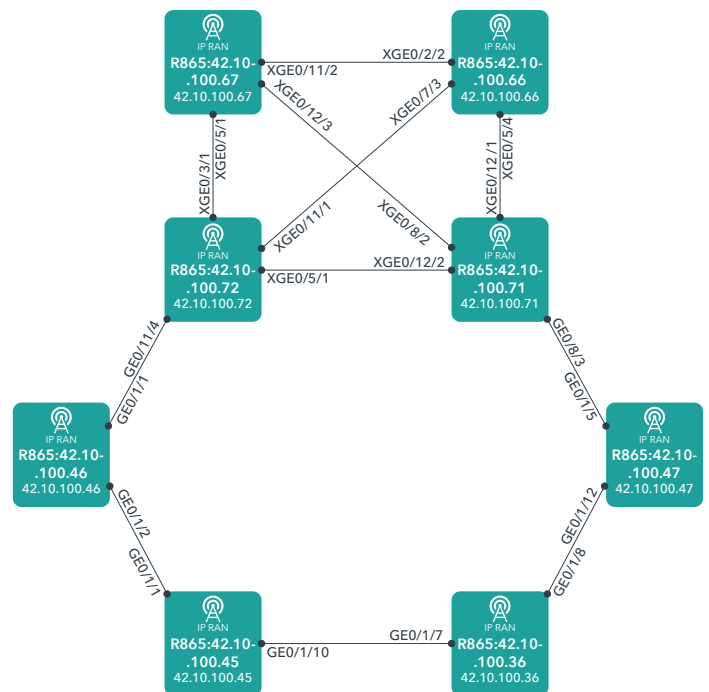 IP RAN
R865:42.10-
.100.67
42.10.100.67
IP RAN
R865:42.10-
.100.66
42.10.100.66
XGE0/2/2
XGE0/11/2
XGE0/12/3
XGE0/7/3
XGE0/5/1
XGE0/3/1
XGE0/12 /1
XGE0/5/4
XGE0/11/1
XGE0/8/2
IP RAN
R865:42.10-
.100.72
42.10.100.72
XGE0/12/2
XGE0/5/1
IP RAN
R865:42.10-
.100.71
42.10.100.71
GE0/11/4
GE0/1/1
GE0/8/3
GE0/1/5
IP RAN
R865:42.10-
.100.46
42.10.100.46
IP RAN
R865:42.10-
.100.47
42.10.100.47
GE0/1/2
GE0/1/1
GE0/1/12
GE0/1/8
IP RAN
R865:42.10-
.100.45
42.10.100.45
GE0/1/7
GE0/1/10
IP RAN
R865:42.10-
.100.36
42.10.100.36